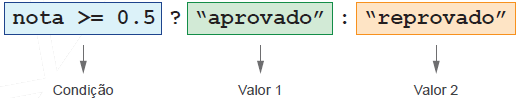 nota >= 0.5 ? “aprovado” : “reprovado”
Condição Valor 1 Valor 2